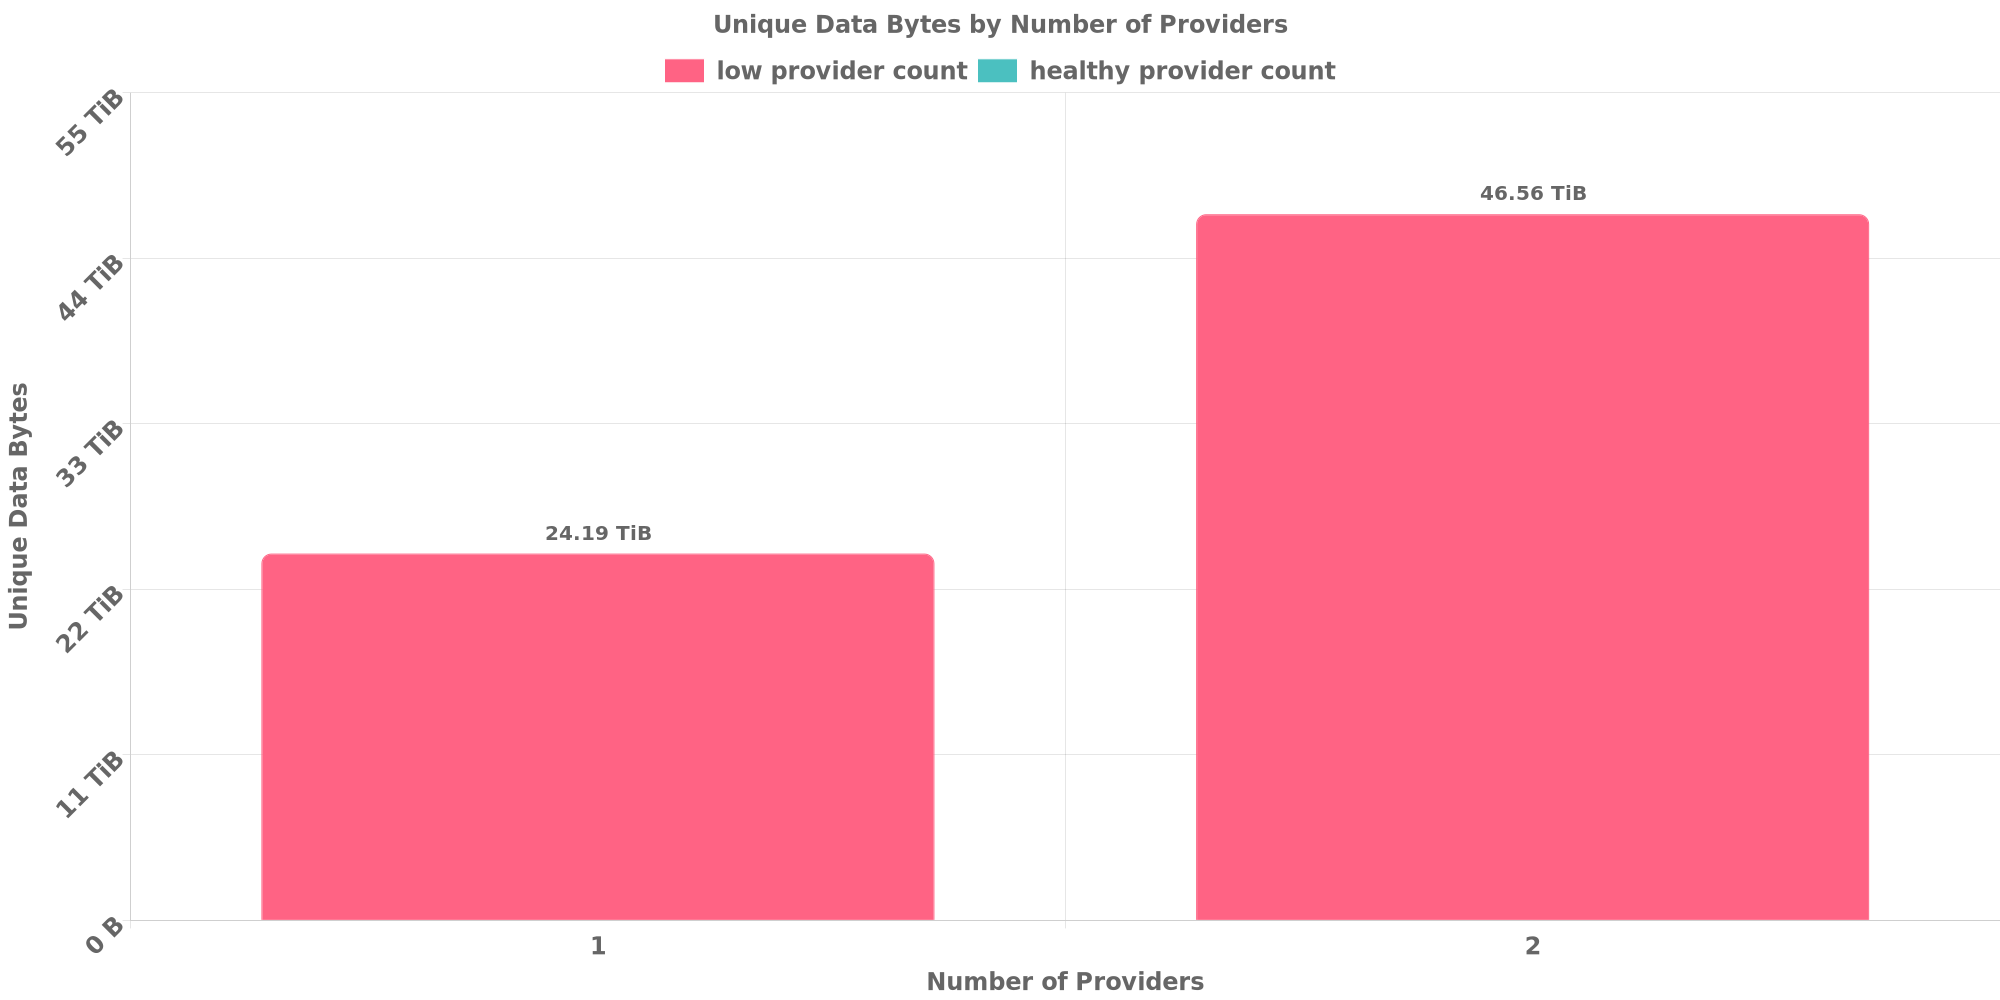 Unique Data Bytes by Number of Providers
low provider count healthy provider count
55 TiB
44 TiB
33 TiB
22 TiB
11 TiB
0 B
Unique Data Bytes
24.19 TiB
46.56 TiB
1 2
Number of Providers